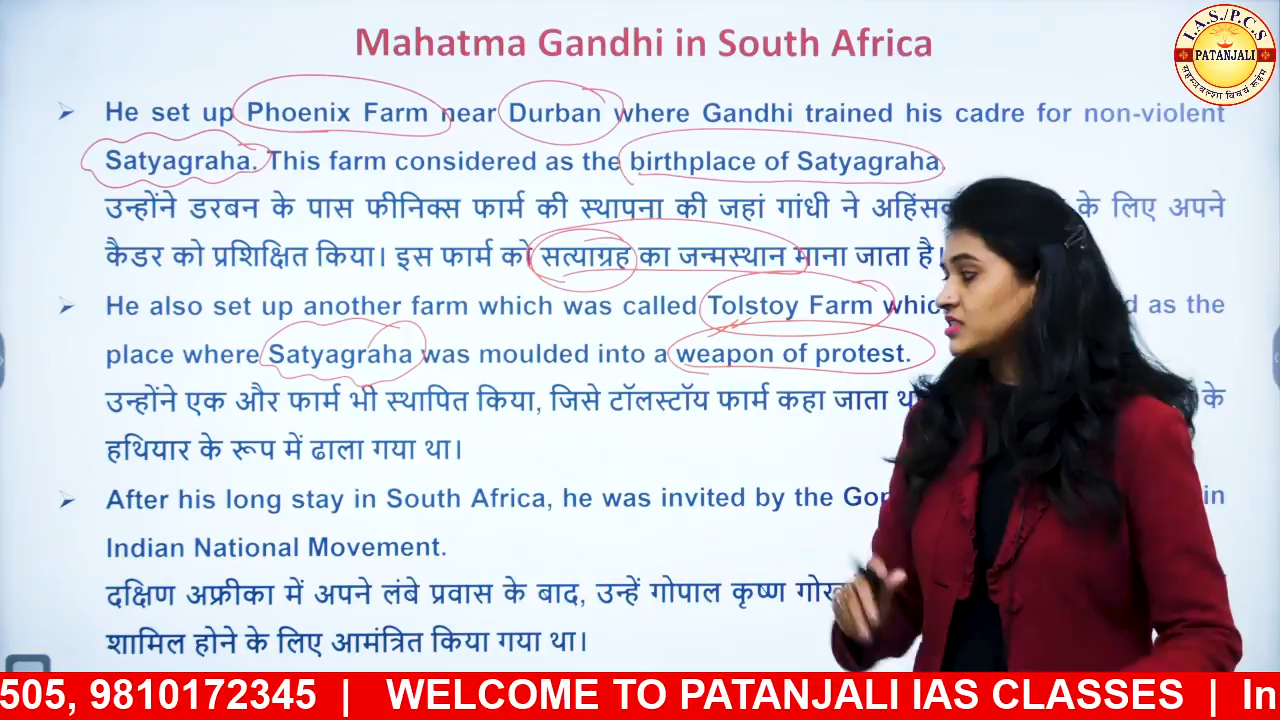 Mahatma Gandhi in South Africa
I.A.S./P.C.S
PATANJALI
He set up Phoenix Farm near Durban where Gandhi trained his cadre for non-violent
Satyagraha. This farm considered as the birthplace of Satyagraha.
उन्होंने डरबन के पास फीनिक्स फार्म की स्थापना की जहां गांधी ने के लिए अपने
कैडर को प्रशिक्षित किया। इस फार्म को सत्याग्रह का जन्मस्थान माना जाता है।
He also set up another farm which was called Tolstoy Farm as the
place where Satyagraha was moulded into a weapon of protest.
उन्होंने एक और फार्म भी स्थापित किया, जिसे टॉलस्टॉय फार्म कहा जाता के
हथियार के रूप में ढाला गया था।
After his long stay in South Africa, he was invited by the in
Indian National Movement.
दक्षिण अफ्रीका में अपने लंबे प्रवास के बाद, उन्हें गोपाल कृष्ण
शामिल होने के लिए आमंत्रित किया गया था।
505, 9810172345 | WELCOME TO PATANJALI IAS CLASSES | In